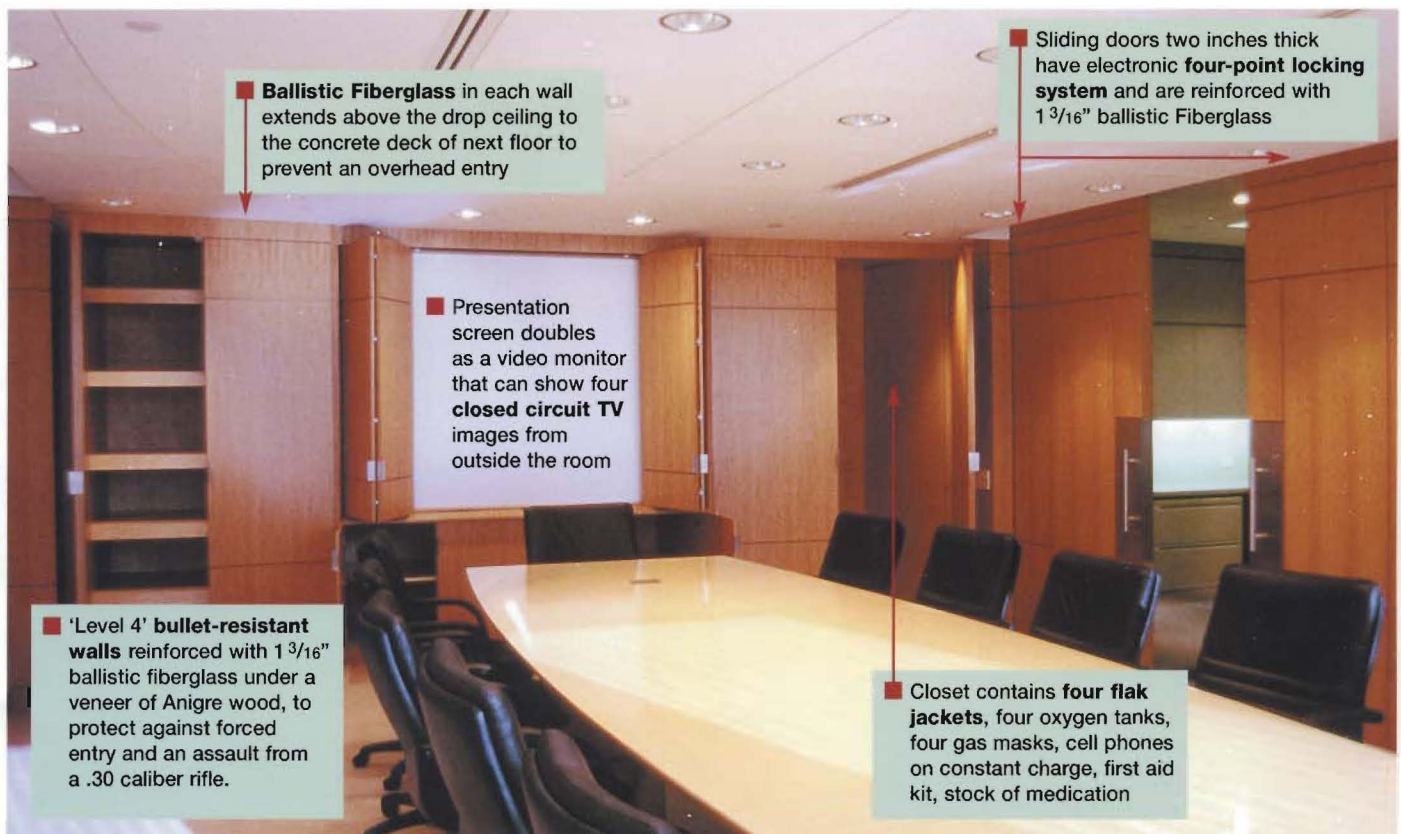 Ballistic Fiberglass in each wall
extends above the drop ceiling to
the concrete deck of next floor to
prevent an overhead entry
Sliding doors two inches thick
have electronic four-point locking
system and are reinforced with
1 3/16" ballistic Fiberglass
Presentation
screen doubles
as a video monitor
that can show four
closed circuit TV
images from
outside the room
'Level 4' bullet-resistant
walls reinforced with 1 3/16"
ballistic fiberglass under a
veneer of Anigre wood, to
protect against forced
entry and an assault from
a .30 caliber rifle.
Closet contains four flak
jackets, four oxygen tanks,
four gas masks, cell phones
on constant charge, first aid
kit, stock of medication